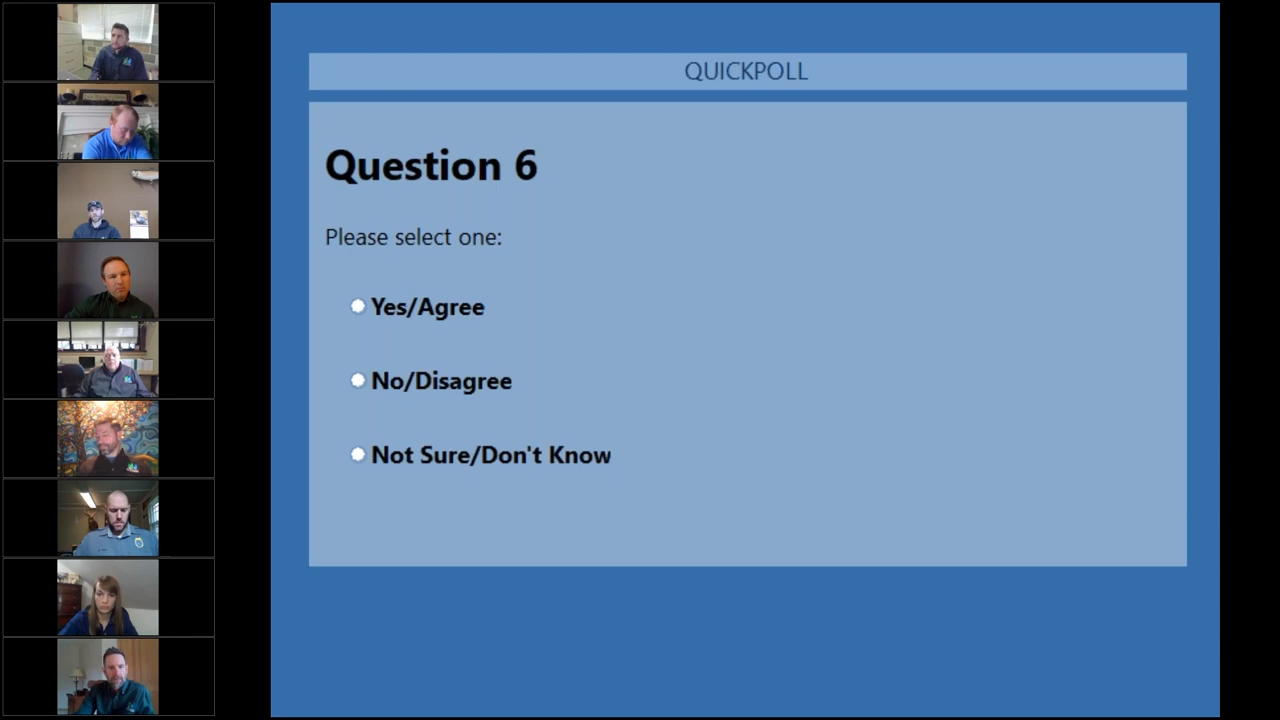 QUICKPOLL
Question 6
Please select one:
Yes/Agree
No/Disagree
Not Sure/Don't Know